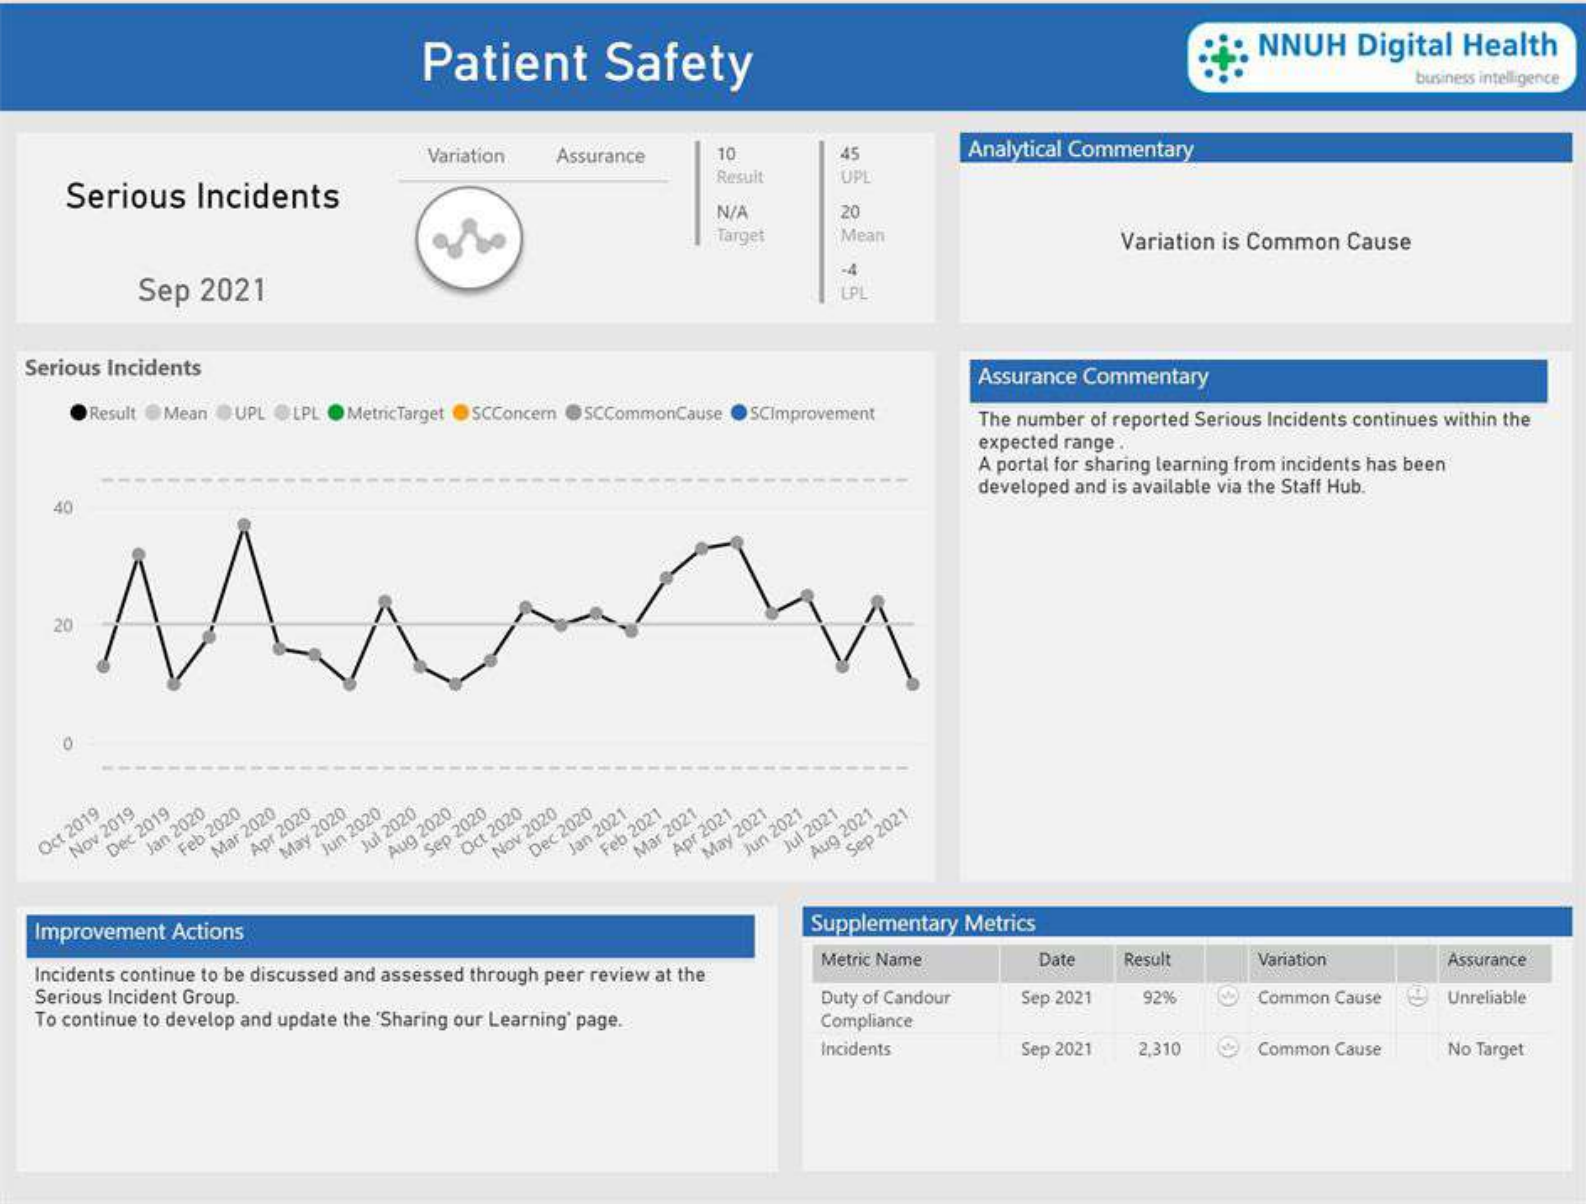 Patient Safety
NNUH Digital Health
business intelligence
Serious Incidents
Sep 2021
Variation Assurance
10
Result
N/A
Target
45
UPL
20
Mean
-4
LPL
Analytical Commentary
Variation is Common Cause
Serious Incidents
Result Mean UPL LPL MetricTarget SCConcern SCCommonCause SCImprovement
40
20
0
Oct 2019 Nov 2019 Dec 2019 Jan 2020 Feb 2020 Mar 2020 Apr 2020 May 2020 Jun 2020 Jul 2020 Aug 2020 Sep 2020 Oct 2020 Nov 2020 Dec 2020 Jan 2021 Feb 2021 Mar 2021 Apr 2021 May 2021 Jun 2021 Jul 2021 Aug 2021 Sep 2021
Assurance Commentary
The number of reported Serious Incidents continues within the
expected range .
A portal for sharing learning from incidents has been
developed and is available via the Staff Hub.
Improvement Actions
Incidents continue to be discussed and assessed through peer review at the
Serious Incident Group.
To continue to develop and update the 'Sharing our Learning' page.
Supplementary Metrics
Metric Name Date Result Variation Assurance
Duty of Candour Sep 2021 92% Common Cause Unreliable
Compliance
Incidents Sep 2021 2,310 Common Cause No Target